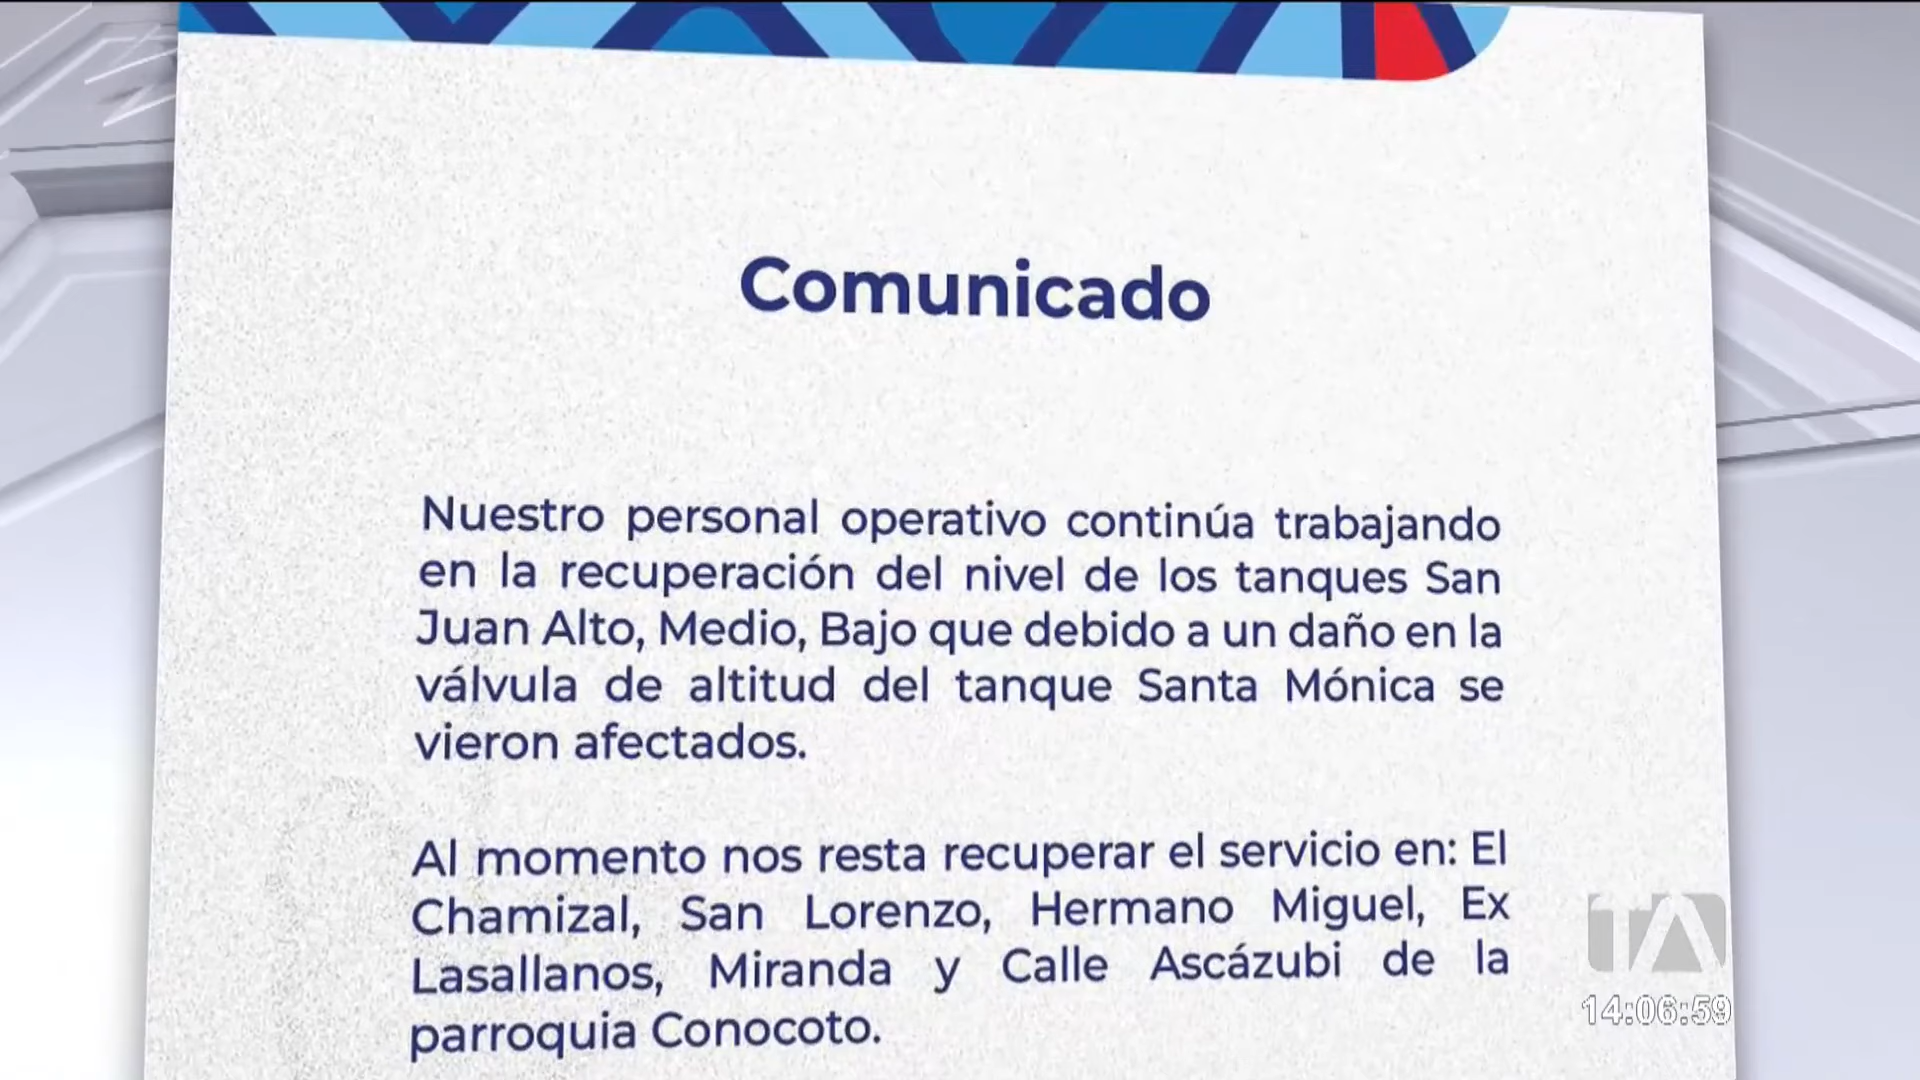 Comunicado
Nuestro personal operativo continúa trabajando
en la recuperación del nivel de los tanques San
Juan Alto, Medio, Bajo que debido a un daño en la
válvula de altitud del tanque Santa Mónica se
vieron afectados.
Al momento nos resta recuperar el servicio en: El
Chamizal, San Lorenzo, Hermano Miguel, Ex
Lasallanos, Miranda y Calle Ascázubi de la
parroquia Conocoto.
TA
14:06:59